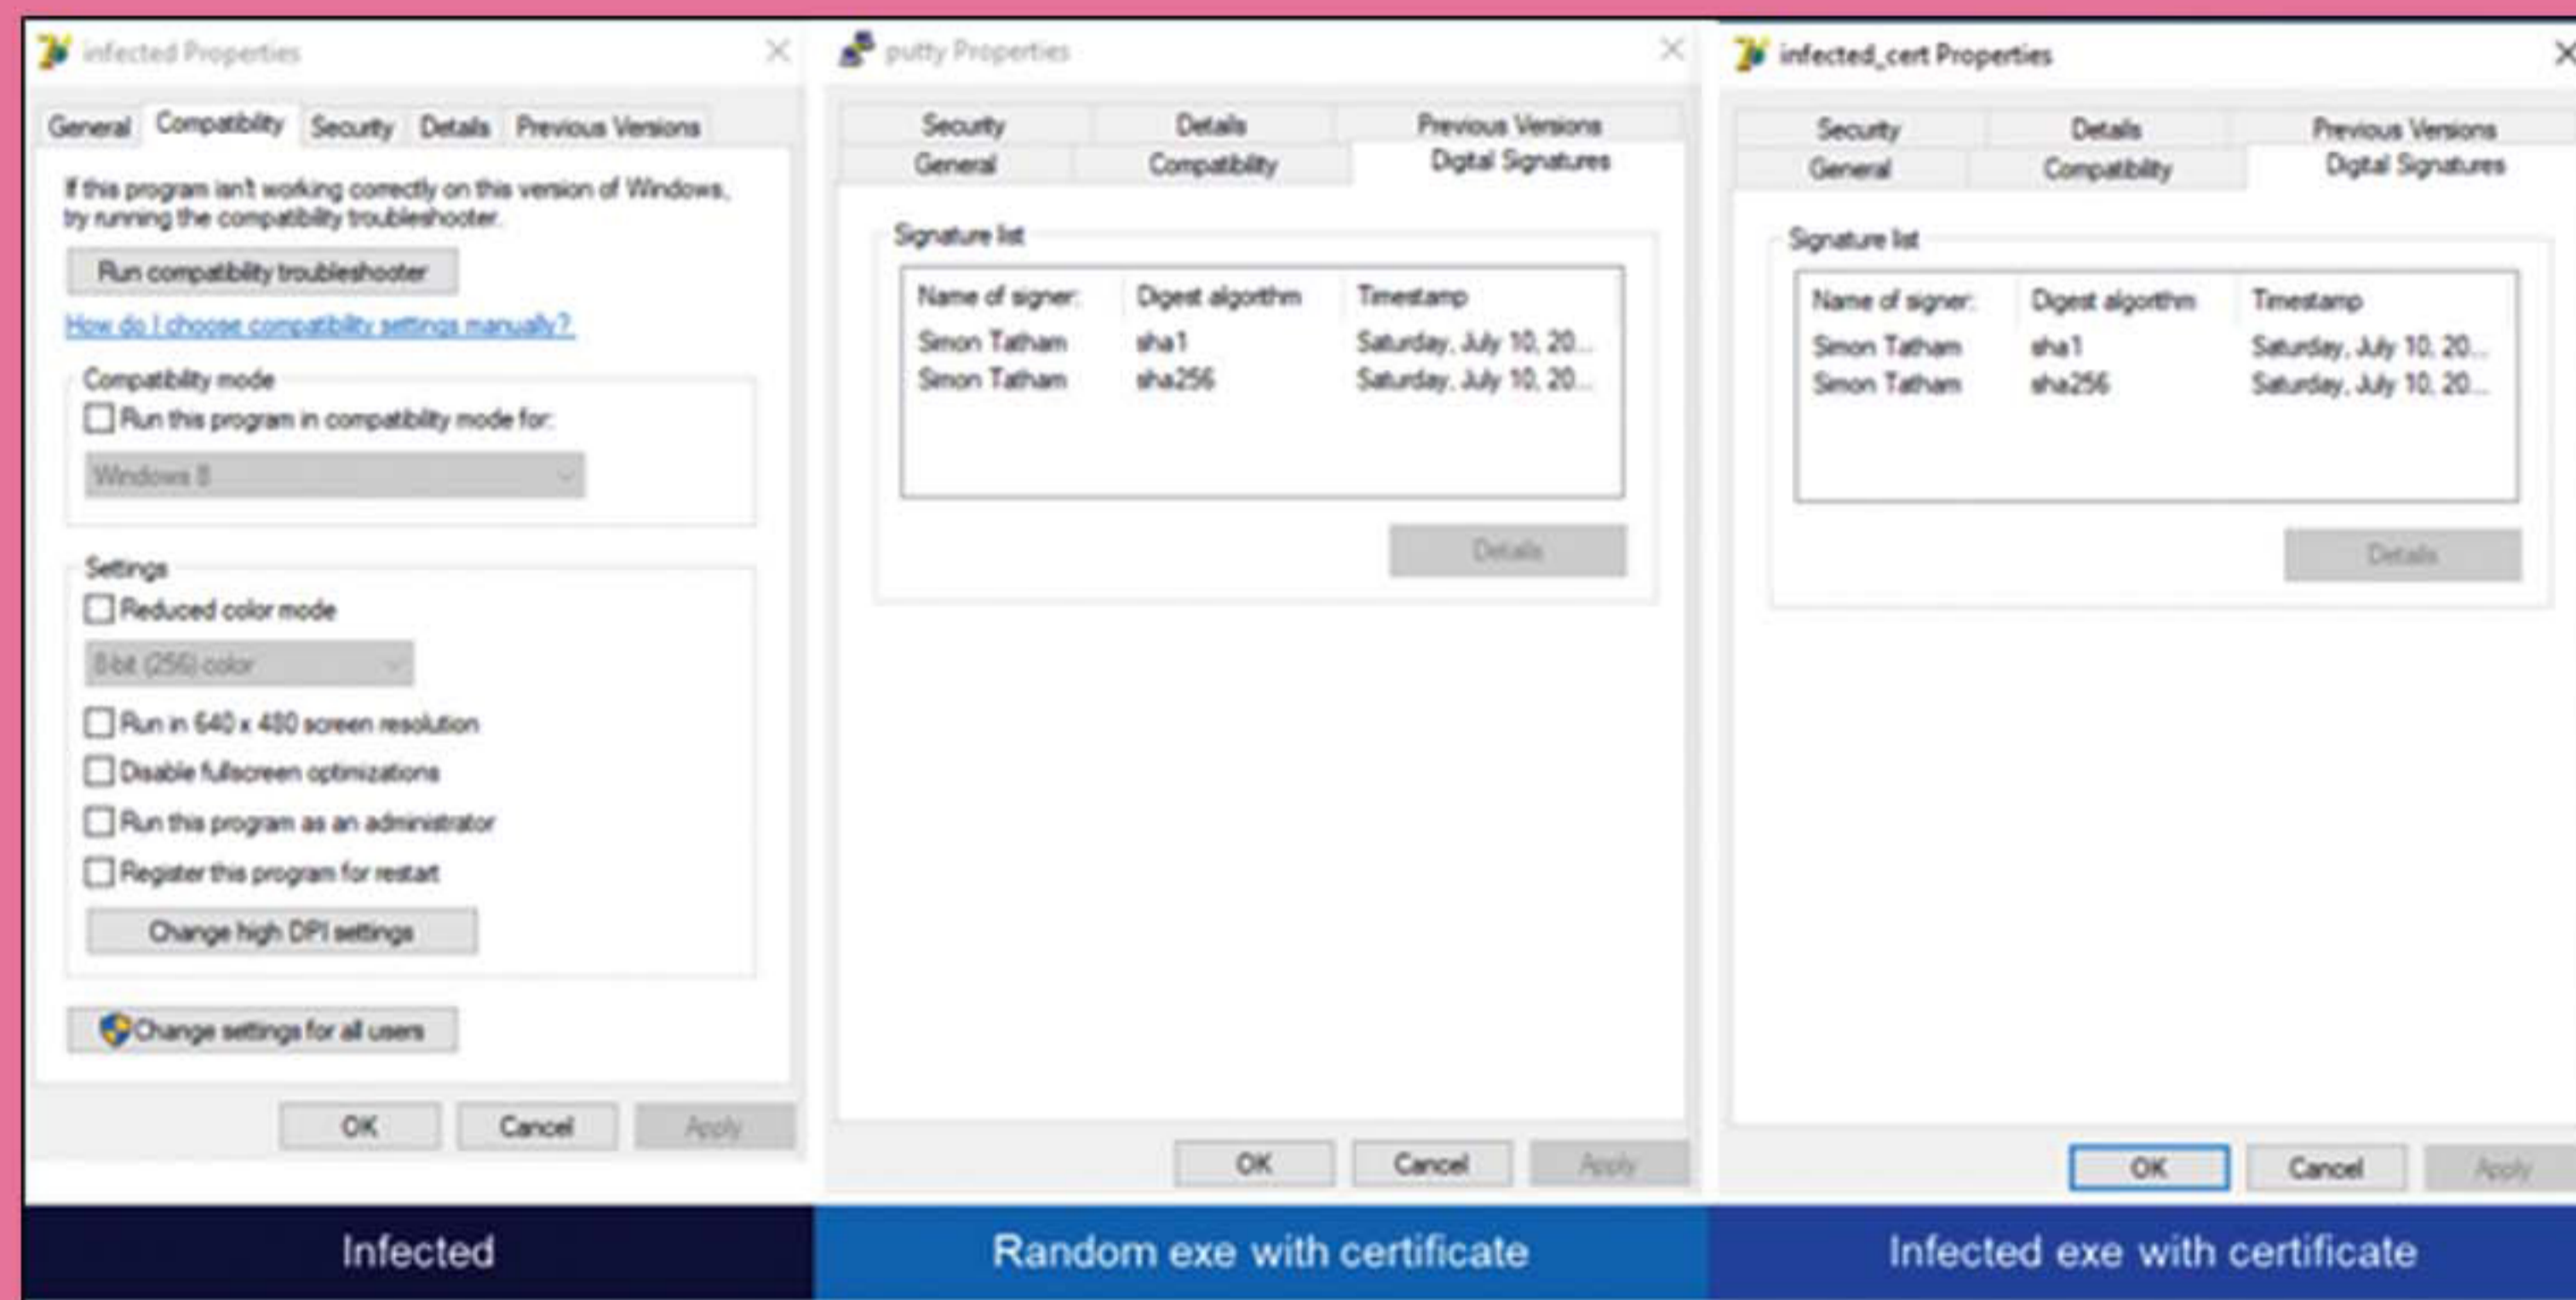 infected Properties
General Compatibility Security Details Previous Versions
If this program isn't working correctly on this version of Windows,
try running the compatibility troubleshooter.
Run compatibility troubleshooter
How do I choose compatibility settings manually?
Compatibility mode
Run this program in compatibility mode for:
Windows 8
Settings
Reduced color mode
8-bit (256) color
Run in 640 x 480 screen resolution
Disable fullscreen optimizations
Run this program as an administrator
Register this program for restart
Change high DPI settings
Change settings for all users
OK Cancel Apply
Infected
putty Properties
Security Details Previous Versions
General Compatibility Digital Signatures
Signature list
Name of signer: Digest algorithm Timestamp
Simon Tatham sha1 Saturday, July 10, 20...
Simon Tatham sha256 Saturday, July 10, 20...
Details
OK Cancel Apply
Random exe with certificate
infected_cert Properties
Security Details Previous Versions
General Compatibility Digital Signatures
Signature list
Name of signer: Digest algorithm Timestamp
Simon Tatham sha1 Saturday, July 10, 20...
Simon Tatham sha256 Saturday, July 10, 20...
Details
OK Cancel Apply
Infected exe with certificate